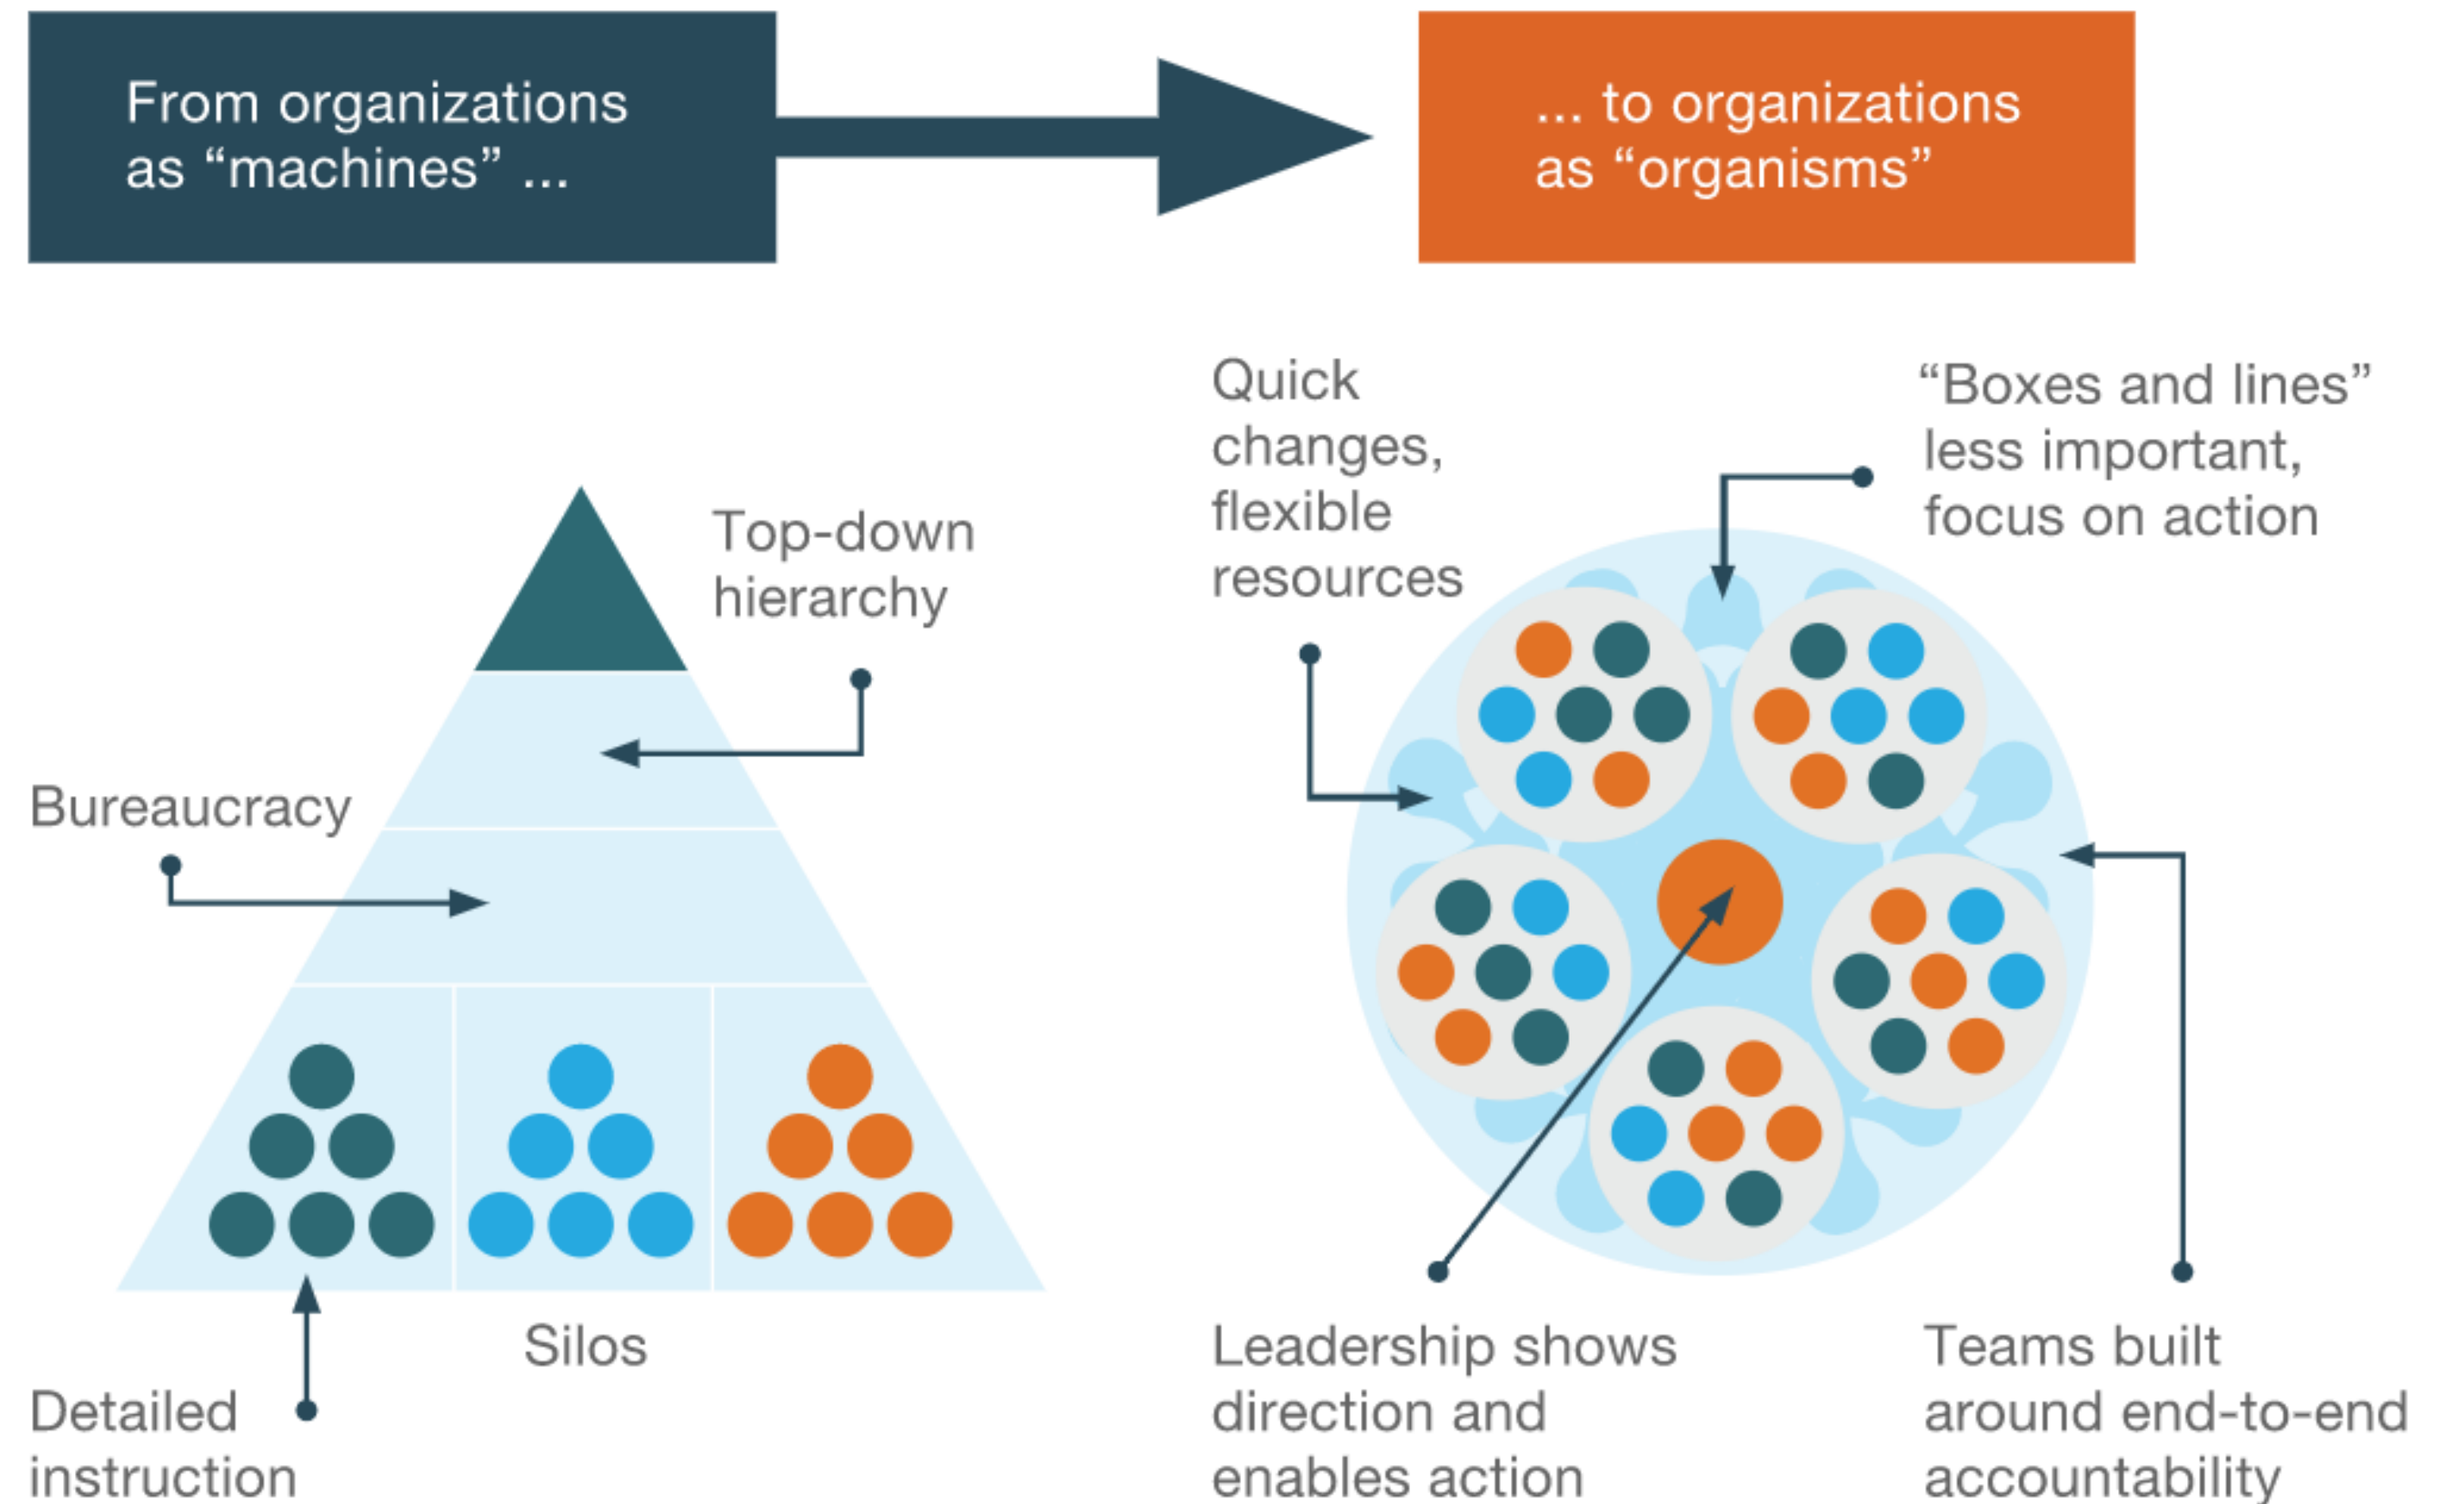 From organizations
as “machines” ...
... to organizations
as “organisms”
Top-down
hierarchy
Bureaucracy
Detailed
instruction
Silos
Quick
changes,
flexible
resources
“Boxes and lines”
less important,
focus on action
Leadership shows
direction and
enables action
Teams built
around end-to-end
accountability